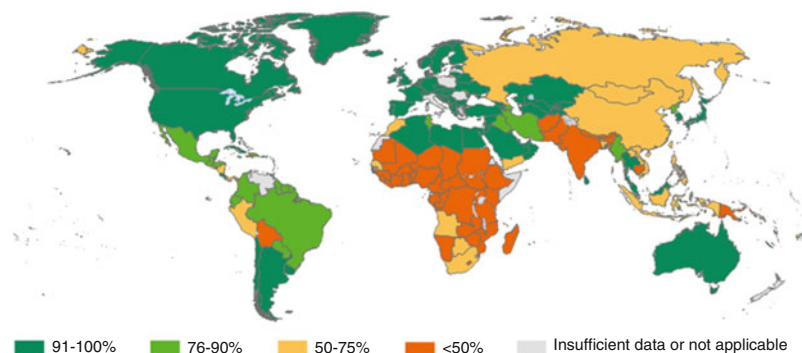 91-100% 76-90% 50-75% <50% Insufficient data or not applicable